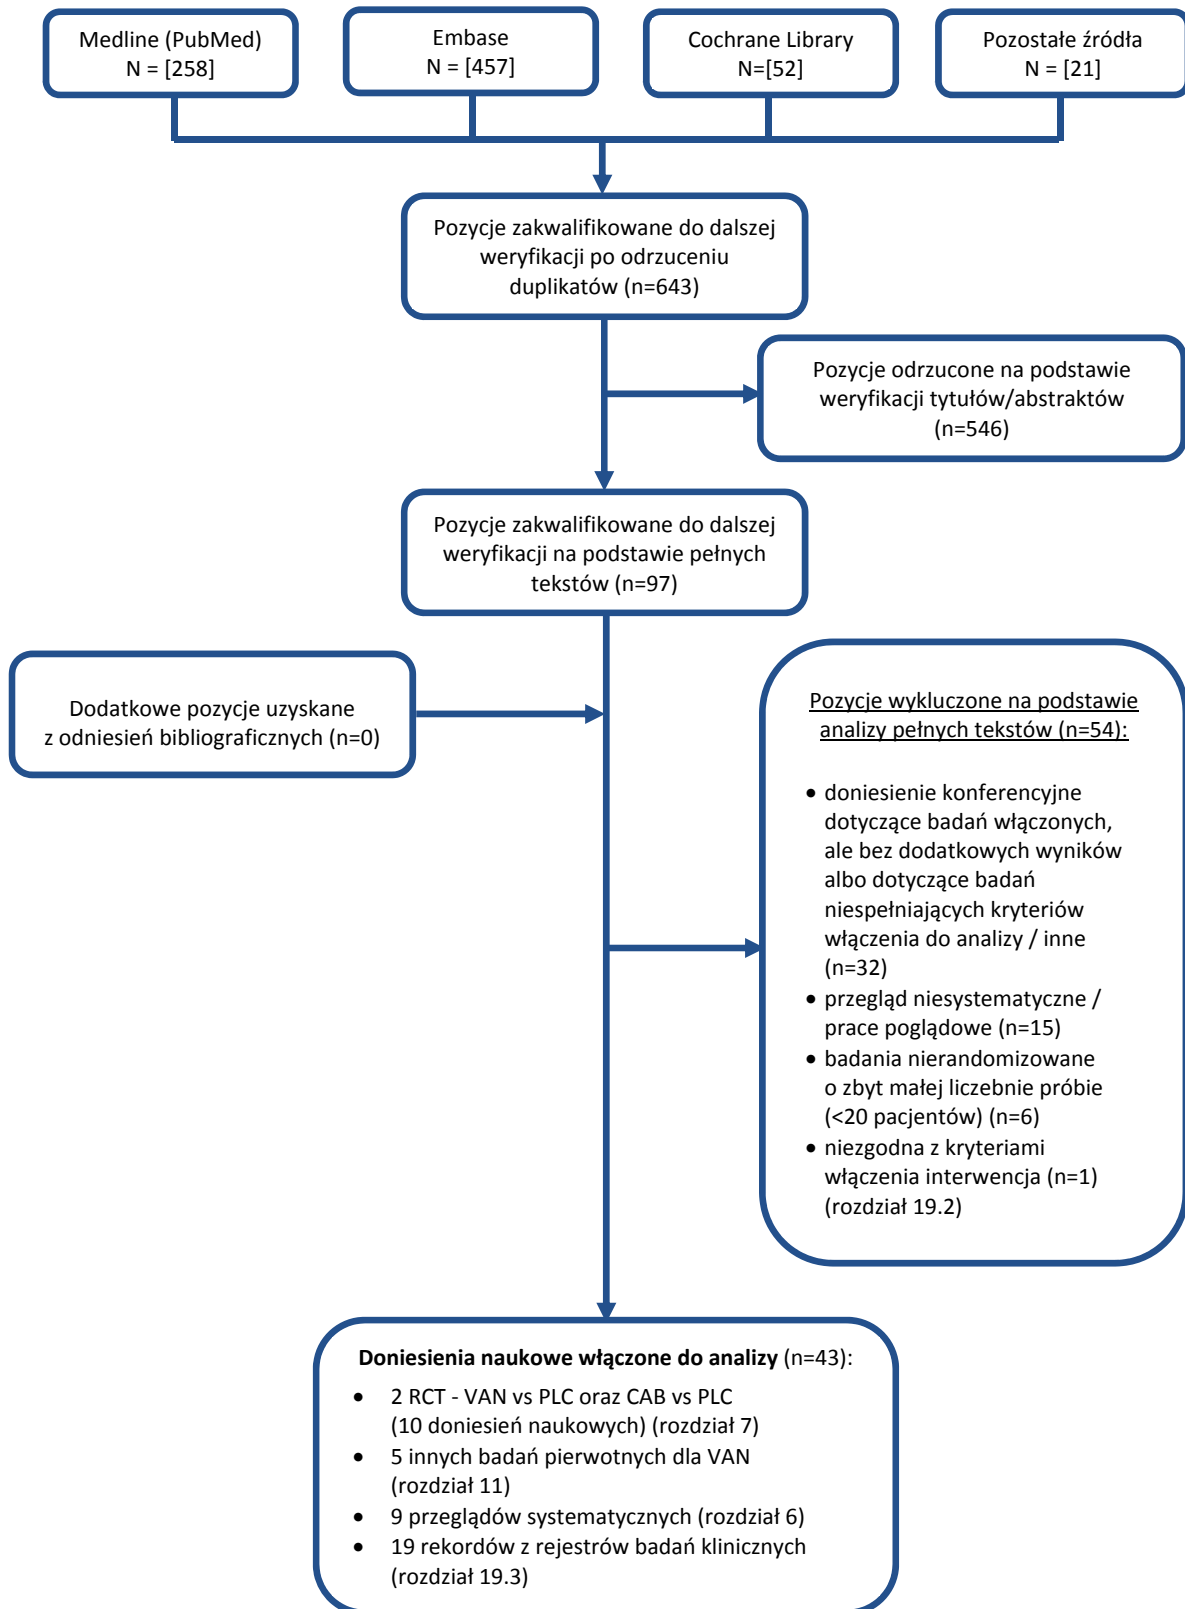 Medline (PubMed)
N = [258]
Embase
N = [457]
Cochrane Library
N=[52]
Pozostałe źródła
N = [21]
Pozycje zakwalifikowane do dalszej
weryfikacji po odrzuceniu
duplikatów (n=643)
Pozycje odrzucone na podstawie
weryfikacji tytułów/abstraktów
(n=546)
Pozycje zakwalifikowane do dalszej
weryfikacji na podstawie pełnych
tekstów (n=97)
Dodatkowe pozycje uzyskane
z odniesień bibliograficznych (n=0)
Pozycje wykluczone na podstawie
analizy pełnych tekstów (n=54):
• doniesienie konferencyjne
dotyczące badań włączonych,
ale bez dodatkowych wyników
albo dotyczące badań
niespełniających kryteriów
włączenia do analizy / inne
(n=32)
• przegląd niesystematyczne /
prace poglądowe (n=15)
• badania nierandomizowane
o zbyt małej liczebnie próbie
(<20 pacjentów) (n=6)
• niezgodna z kryteriami
włączenia interwencja (n=1)
(rozdział 19.2)
Doniesienia naukowe włączone do analizy (n=43):
• 2 RCT - VAN vs PLC oraz CAB vs PLC
(10 doniesień naukowych) (rozdział 7)
• 5 innych badań pierwotnych dla VAN
(rozdział 11)
• 9 przeglądów systematycznych (rozdział 6)
• 19 rekordów z rejestrów badań klinicznych
(rozdział 19.3)